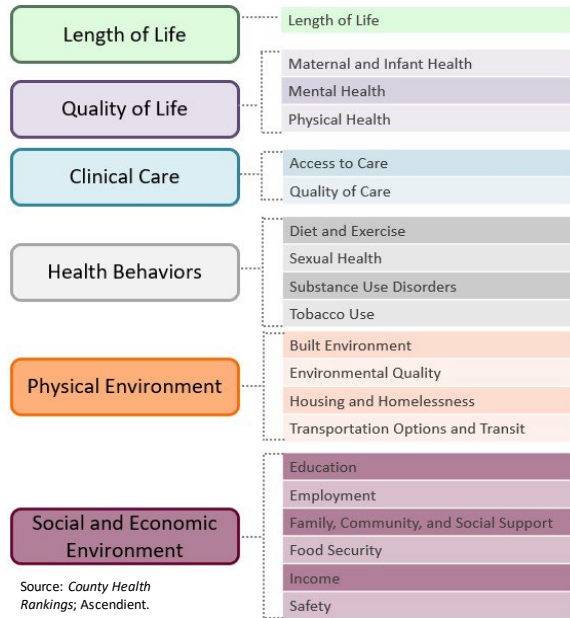 Length of Life
Length of Life
Quality of Life
Maternal and Infant Health
Mental Health
Physical Health
Clinical Care
Access to Care
Quality of Care
Health Behaviors
Diet and Exercise
Sexual Health
Substance Use Disorders
Tobacco Use
Physical Environment
Built Environment
Environmental Quality
Housing and Homelessness
Transportation Options and Transit
Social and Economic
Environment
Education
Employment
Family, Community, and Social Support
Food Security
Income
Safety
Source: County Health
Rankings; Ascendient.